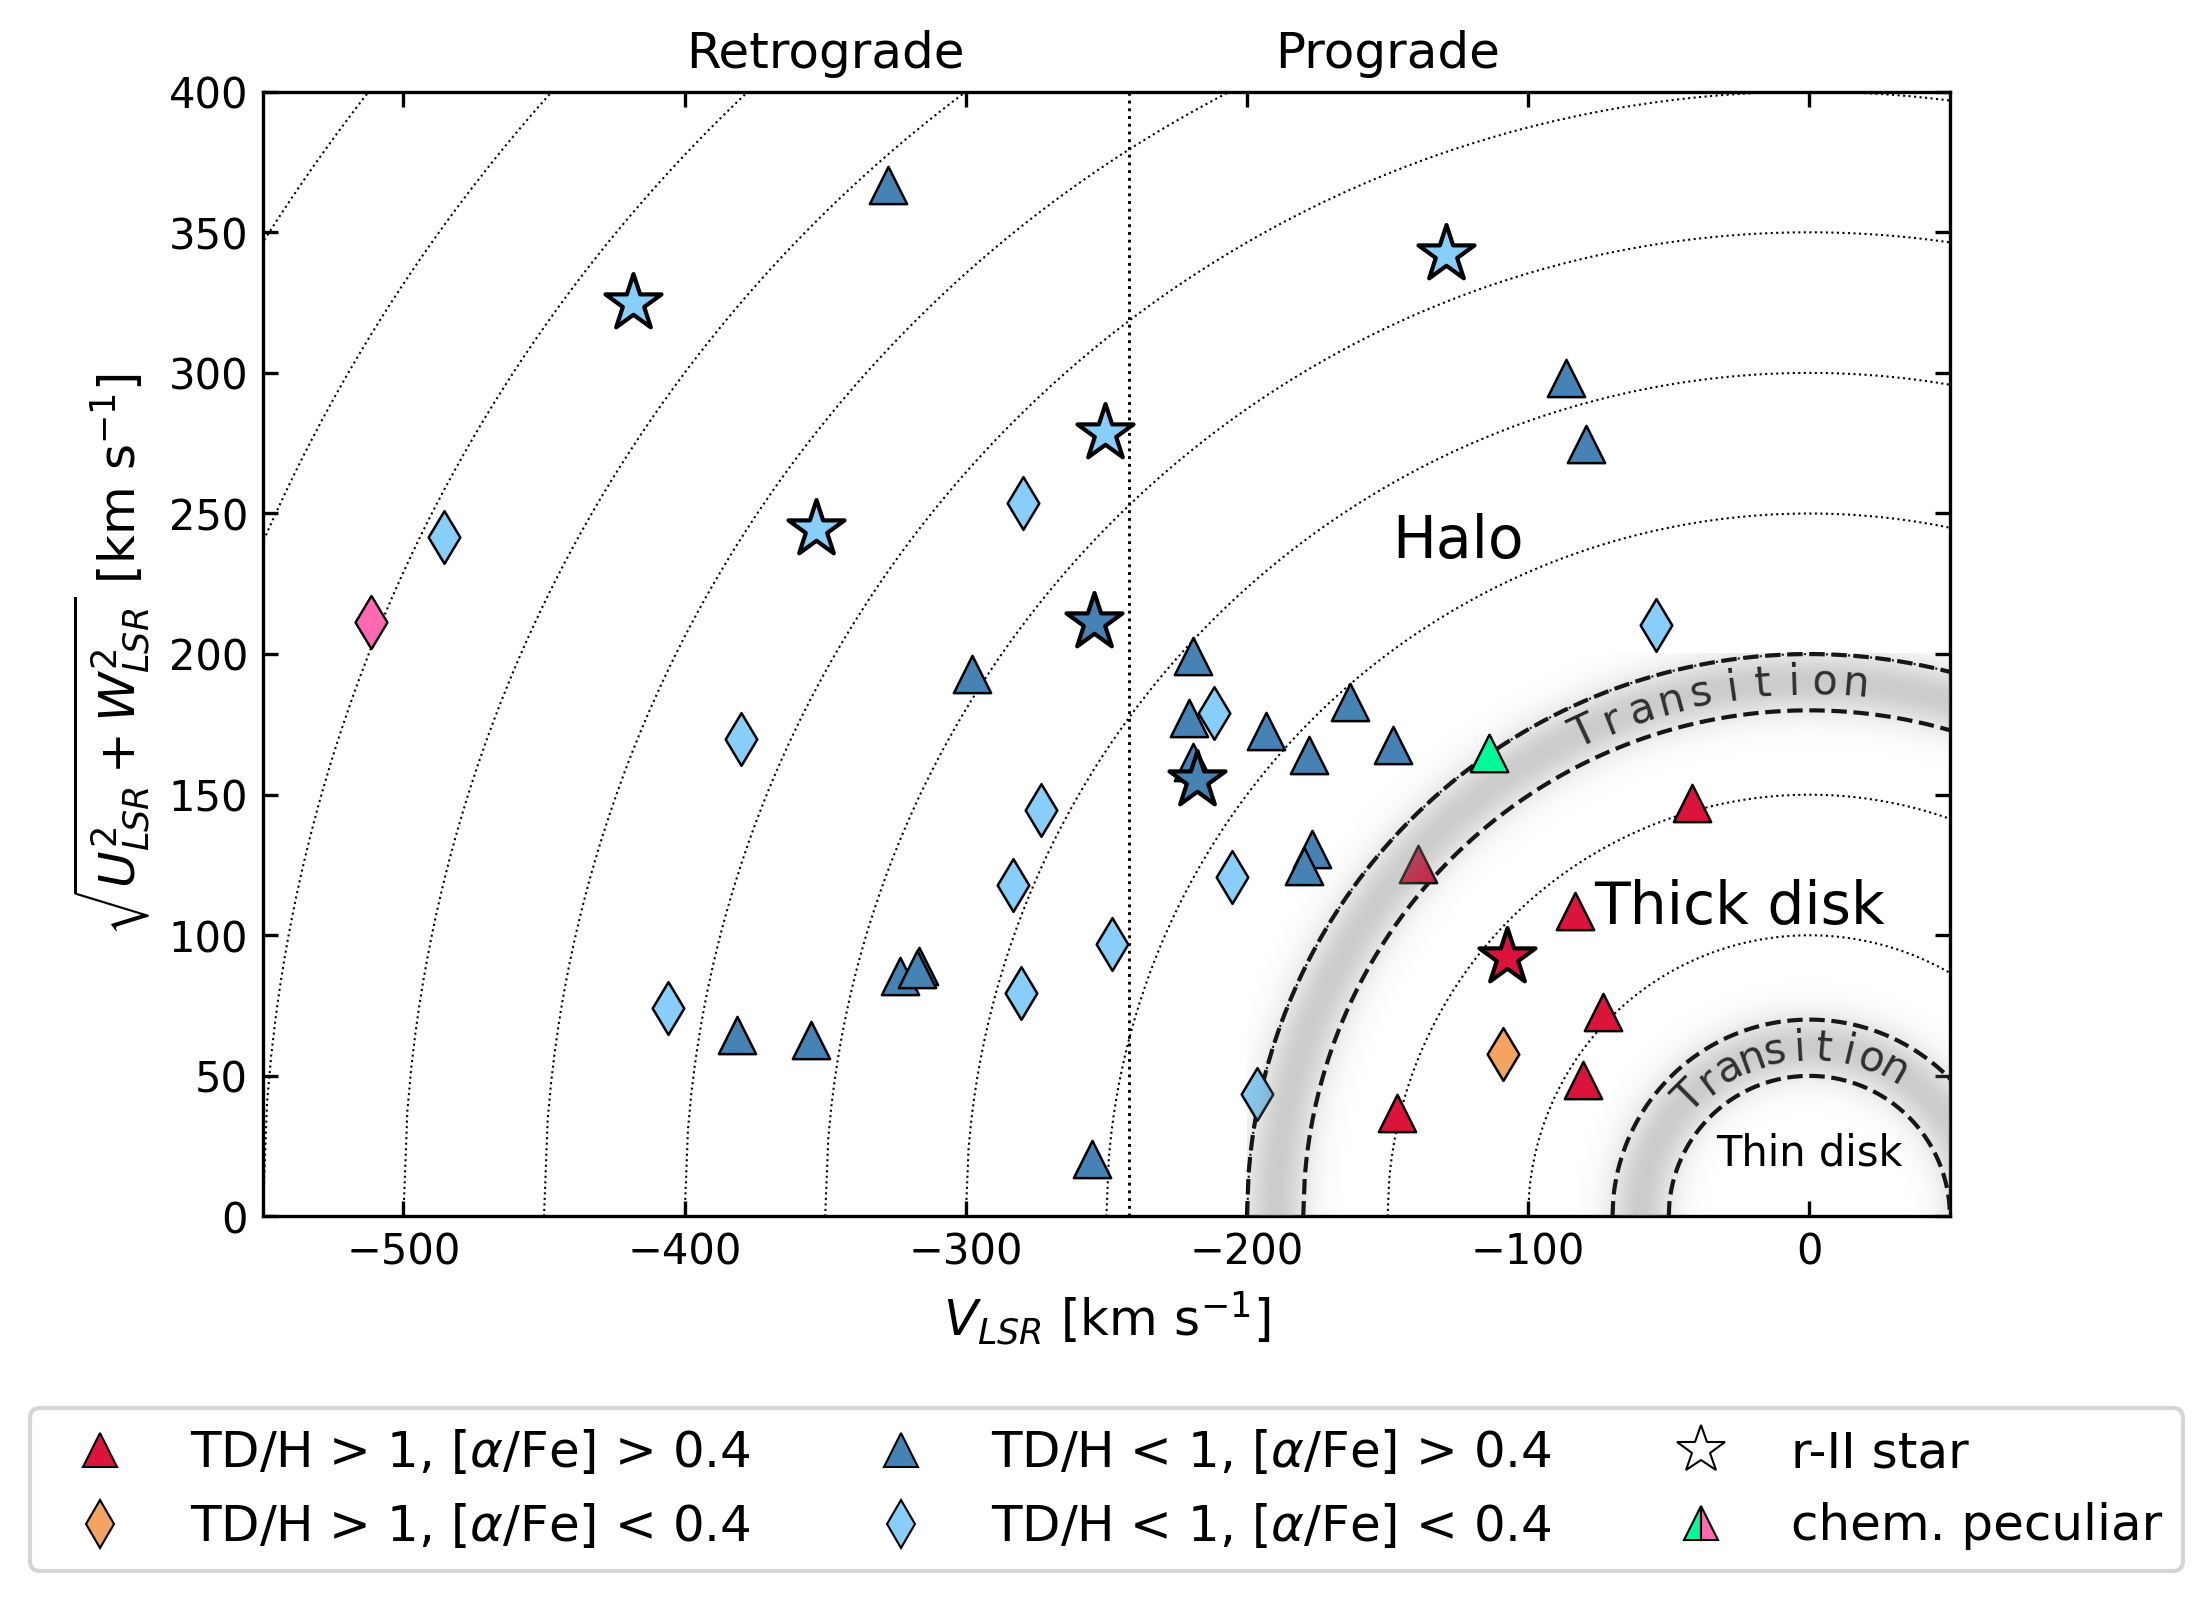 Retrograde Prograde
400
350
300
250
200
150
100
50
0
√U²LSR + W²LSR [km s⁻¹]
Halo
Transition
Thick disk
Transition
Thin disk
−500 −400 −300 −200 −100 0
VLSR [km s⁻¹]
TD/H > 1, [α/Fe] > 0.4 TD/H < 1, [α/Fe] > 0.4 r-II star
TD/H > 1, [α/Fe] < 0.4 TD/H < 1, [α/Fe] < 0.4 chem. peculiar